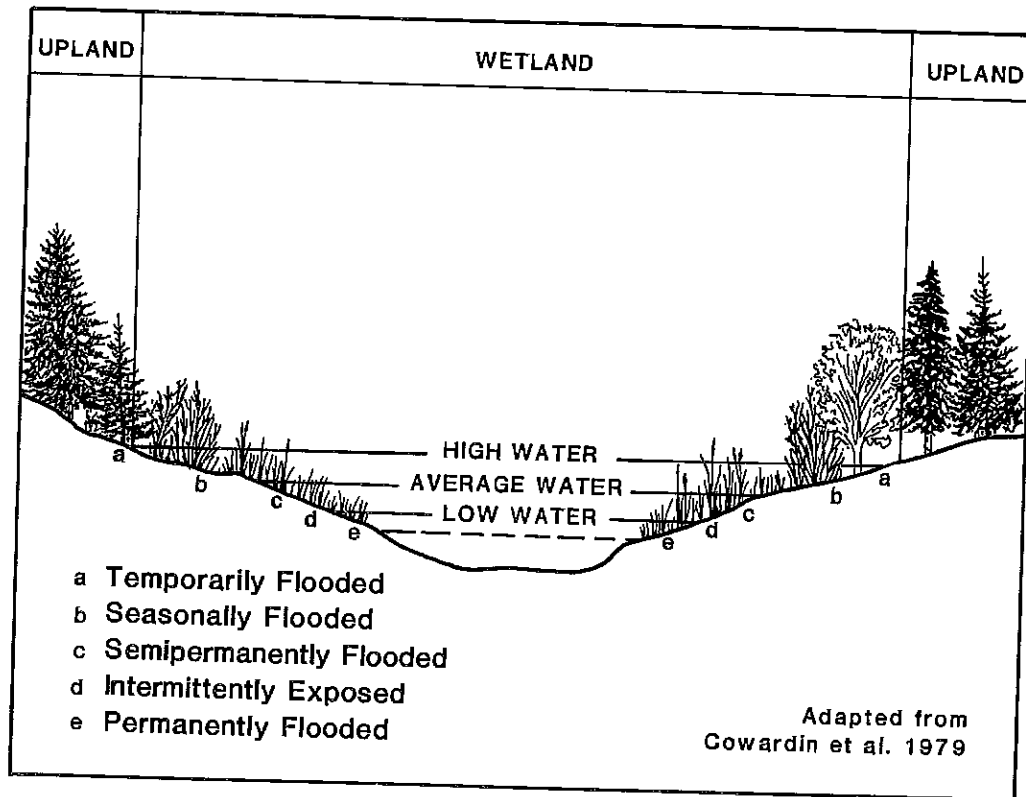 UPLAND
WETLAND
UPLAND
HIGH WATER
AVERAGE WATER
LOW WATER
a
b
c
d
e
e
d
c
b
a
a Temporarily Flooded
b Seasonally Flooded
c Semipermanently Flooded
d Intermittently Exposed
e Permanently Flooded
Adapted from
Cowardin et al. 1979